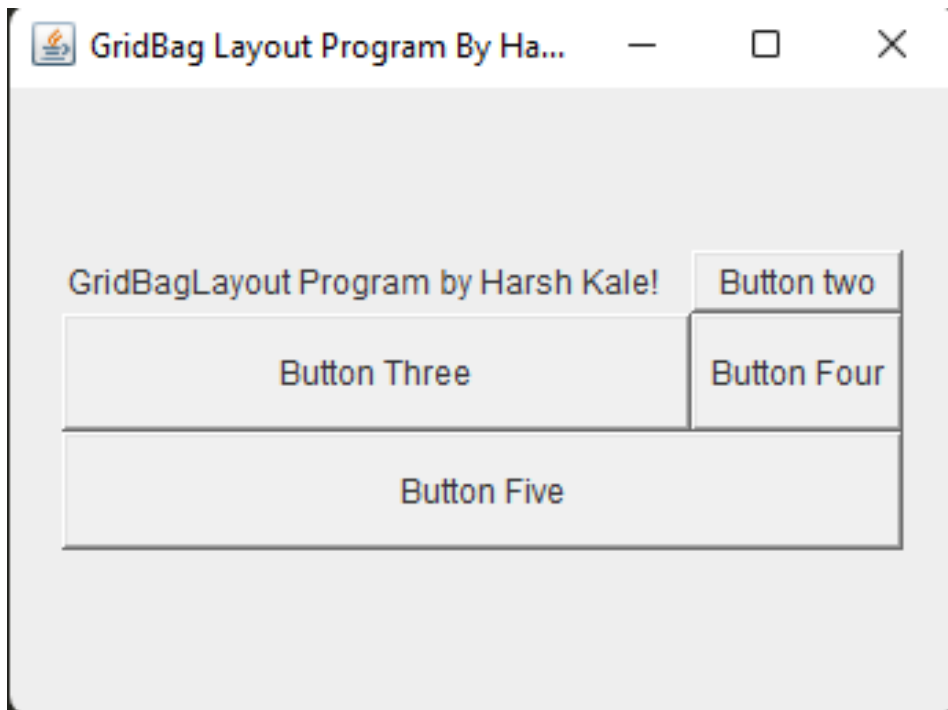 GridBag Layout Program By Ha...
GridBagLayout Program by Harsh Kale! Button two
Button Three Button Four
Button Five